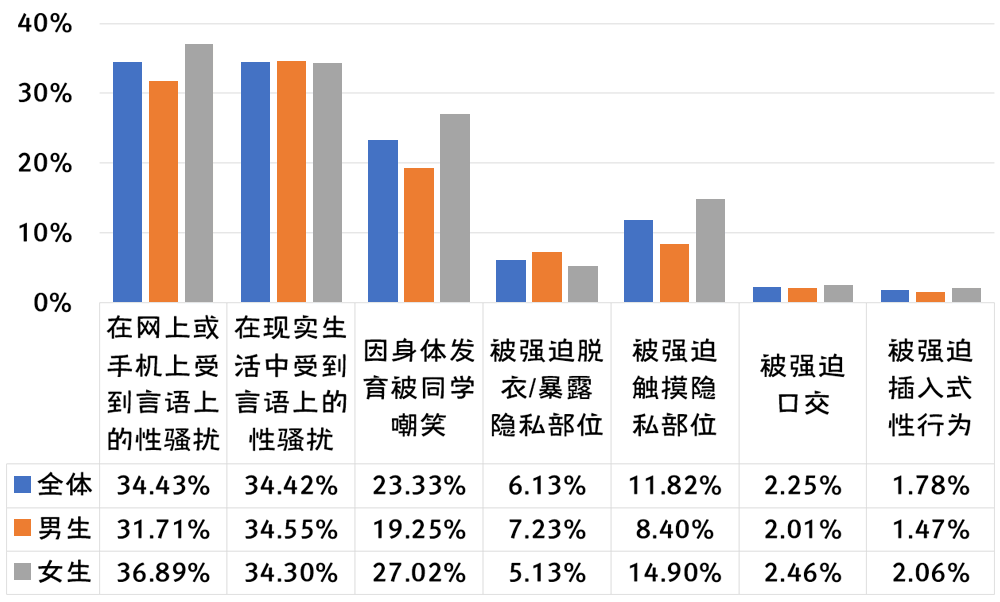 40%
30%
20%
10%
0%
在网上或
手机上受
到言语上
的性骚扰
在现实生
活中受到
言语上的
性骚扰
因身体发
育被同学
嘲笑
被强迫脱
衣/暴露
隐私部位
被强迫
触摸隐
私部位
被强迫
口交
被强迫
插入式
性行为
全体 34.43% 34.42% 23.33% 6.13% 11.82% 2.25% 1.78%
男生 31.71% 34.55% 19.25% 7.23% 8.40% 2.01% 1.47%
女生 36.89% 34.30% 27.02% 5.13% 14.90% 2.46% 2.06%